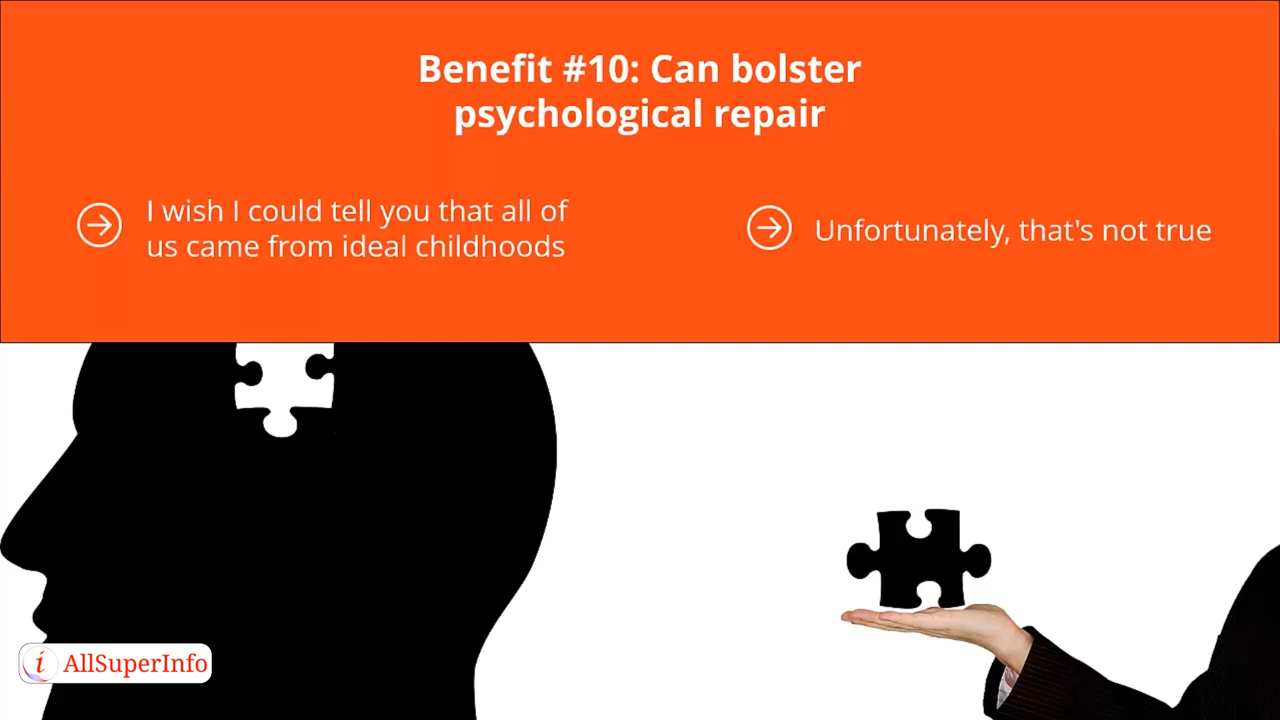 Benefit #10: Can bolster
psychological repair
I wish I could tell you that all of
us came from ideal childhoods
Unfortunately, that's not true
i AllSuperInfo